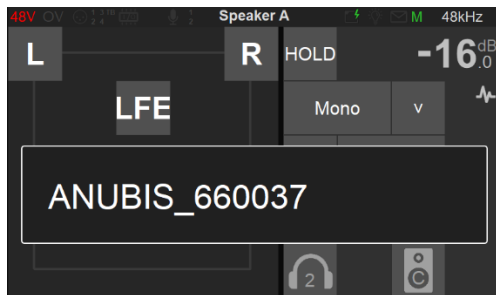 48V OV M Speaker A 48kHz
L R HOLD -16.0 dB
LFE Mono v
ANUBIS_660037
2 C